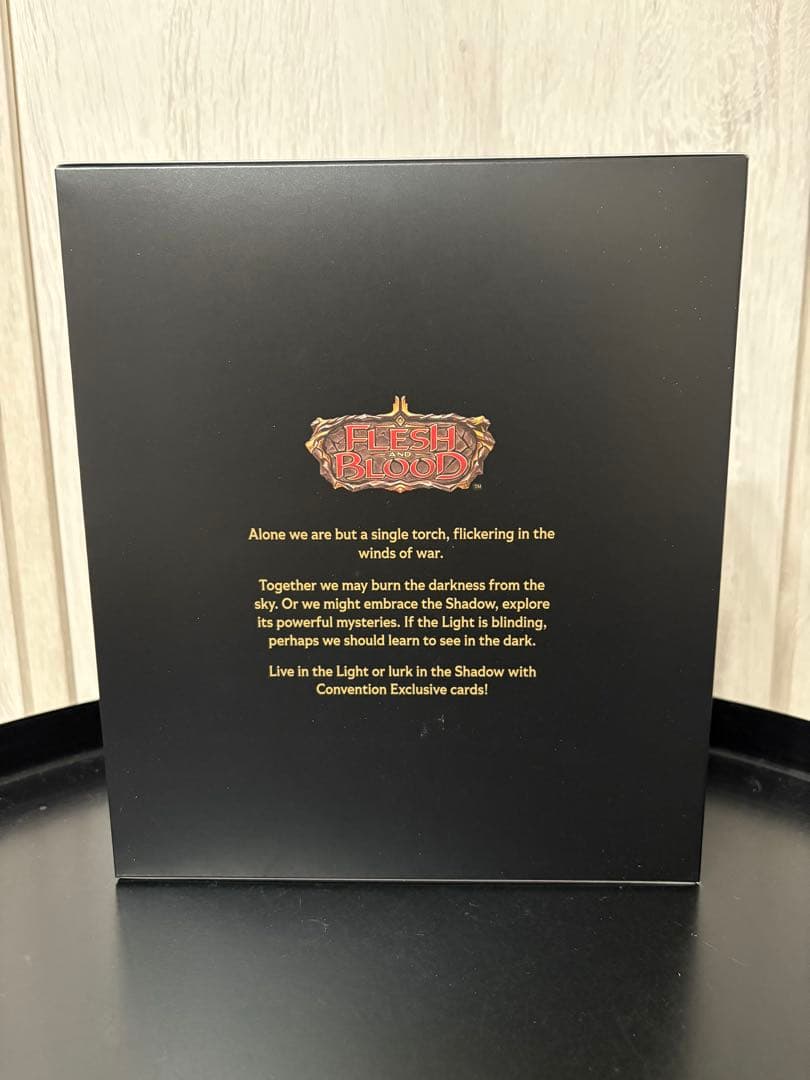 FLESH
AND
BLOOD
TM
Alone we are but a single torch, flickering in the
winds of war.
Together we may burn the darkness from the
sky. Or we might embrace the Shadow, explore
its powerful mysteries. If the Light is blinding,
perhaps we should learn to see in the dark.
Live in the Light or lurk in the Shadow with
Convention Exclusive cards!